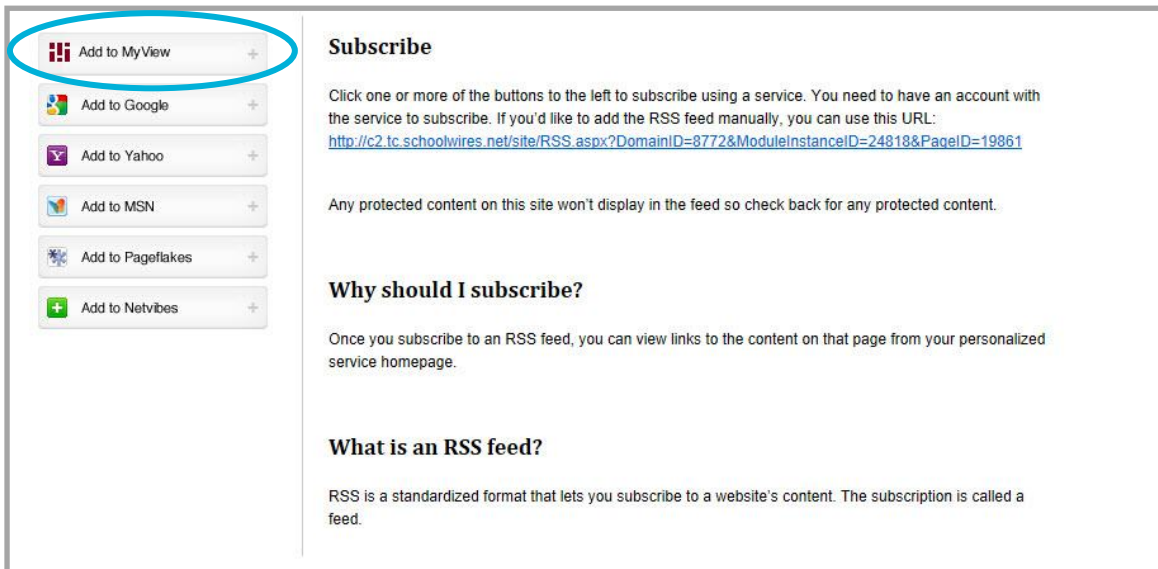 Add to MyView
Add to Google
Add to Yahoo
Add to MSN
Add to Pageflakes
Add to Netvibes
Subscribe
Click one or more of the buttons to the left to subscribe using a service. You need to have an account with
the service to subscribe. If you'd like to add the RSS feed manually, you can use this URL:
http://c2.tc.schoolwires.net/site/RSS.aspx?DomainID=8772&ModuleInstanceID=24818&PageID=19861
Any protected content on this site won't display in the feed so check back for any protected content.
Why should I subscribe?
Once you subscribe to an RSS feed, you can view links to the content on that page from your personalized
service homepage.
What is an RSS feed?
RSS is a standardized format that lets you subscribe to a website's content. The subscription is called a
feed.